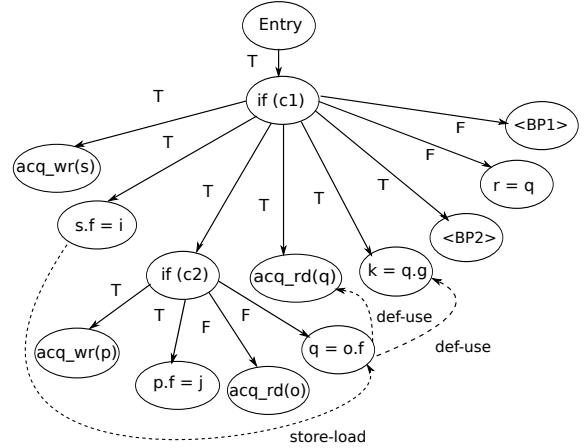 Entry
T
if (c1)
T
F
<BP1>
T
F
acq_wr(s)
r = q
T
T
T
T
s.f = i
<BP2>
if (c2)
acq_rd(q)
k = q.g
T
T
F
F
def-use
acq_wr(p)
q = o.f
def-use
p.f = j
acq_rd(o)
store-load